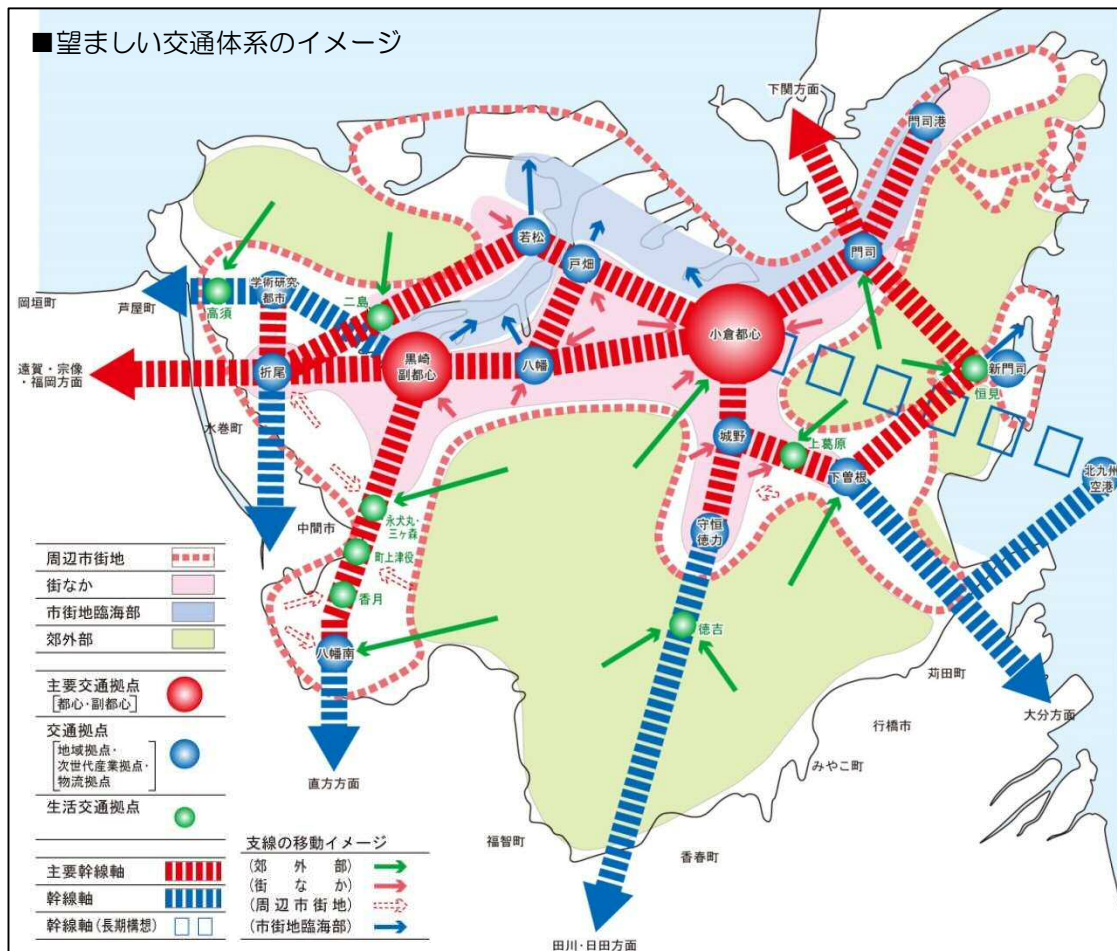 ■望ましい交通体系のイメージ
下関方面
門司港
若松
戸畑
門司
学術研究
都市
岡垣町
芦屋町
高須
二島
小倉都心
黒崎
副都心
八幡
新門司
恒見
遠賀・宗像
・福岡方面
折尾
水巻町
城野
上葛原
下曽根
北九州
空港
中間市
永犬丸・
三ヶ森
守恒
徳力
町上津役
香月
徳吉
八幡南
苅田町
大分方面
行橋市
みやこ町
直方方面
福智町
香春町
田川・日田方面
周辺市街地
街なか
市街地臨海部
郊外部
主要交通拠点
[都心・副都心]
交通拠点
地域拠点・
次世代産業拠点・
物流拠点
生活交通拠点
主要幹線軸
幹線軸
幹線軸(長期構想)
支線の移動イメージ
(郊外部)
(街なか)
(周辺市街地)
(市街地臨海部)